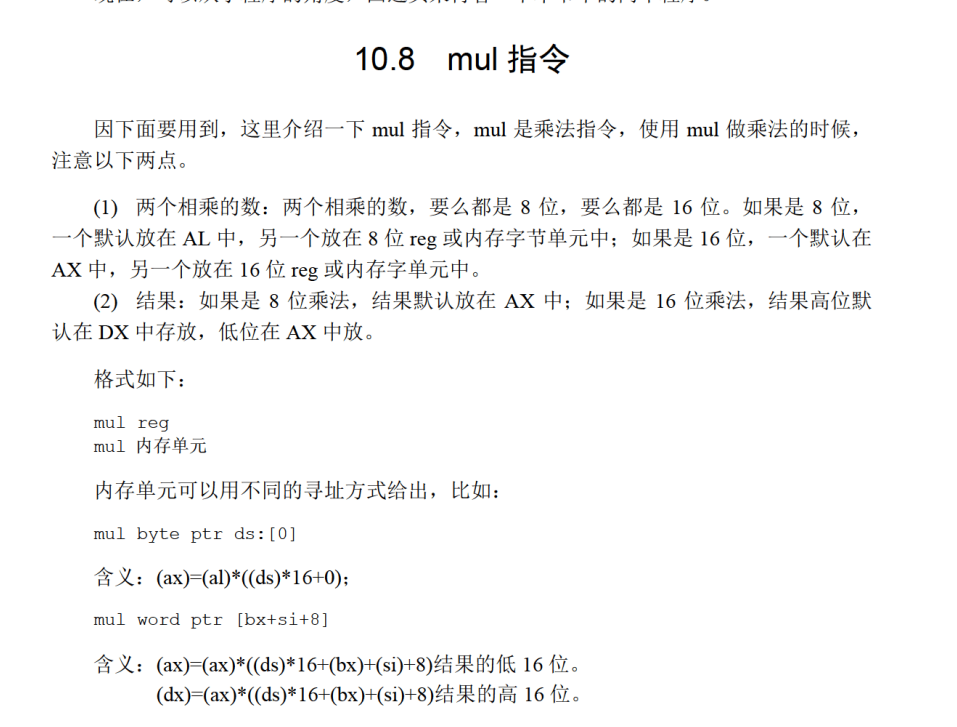 10.8 mul 指令
因下面要用到，这里介绍一下 mul 指令，mul 是乘法指令，使用 mul 做乘法的时候，
注意以下两点。
(1) 两个相乘的数：两个相乘的数，要么都是 8 位，要么都是 16 位。如果是 8 位，
一个默认放在 AL 中，另一个放在 8 位 reg 或内存字节单元中；如果是 16 位，一个默认在
AX 中，另一个放在 16 位 reg 或内存字单元中。
(2) 结果：如果是 8 位乘法，结果默认放在 AX 中；如果是 16 位乘法，结果高位默
认在 DX 中存放，低位在 AX 中放。
格式如下：
mul reg
mul 内存单元
内存单元可以用不同的寻址方式给出，比如：
mul byte ptr ds:[0]
含义：(ax)=(al)*((ds)*16+0)；
mul word ptr [bx+si+8]
含义：(ax)=(ax)*((ds)*16+(bx)+(si)+8)结果的低 16 位。
(dx)=(ax)*((ds)*16+(bx)+(si)+8)结果的高 16 位。